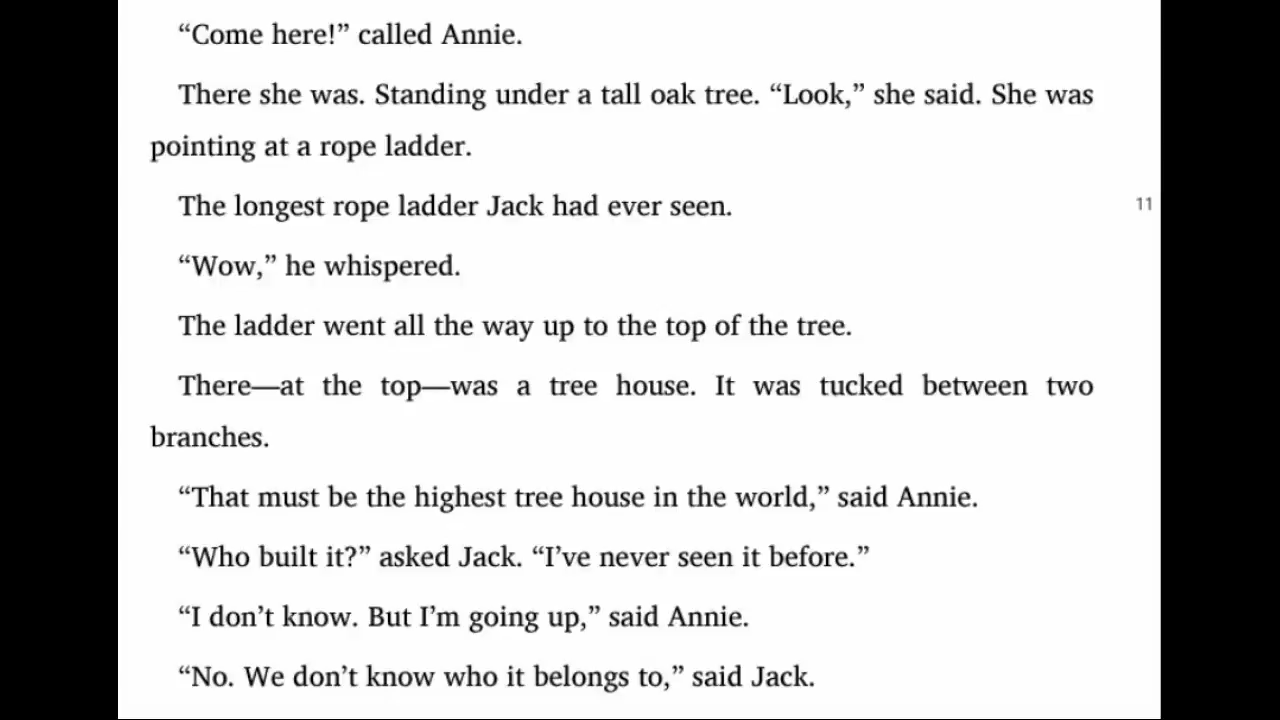 “Come here!” called Annie.
There she was. Standing under a tall oak tree. “Look,” she said. She was
pointing at a rope ladder.
The longest rope ladder Jack had ever seen.
11
“Wow,” he whispered.
The ladder went all the way up to the top of the tree.
There—at the top—was a tree house. It was tucked between two
branches.
“That must be the highest tree house in the world,” said Annie.
“Who built it?” asked Jack. “I’ve never seen it before.”
“I don’t know. But I’m going up,” said Annie.
“No. We don’t know who it belongs to,” said Jack.